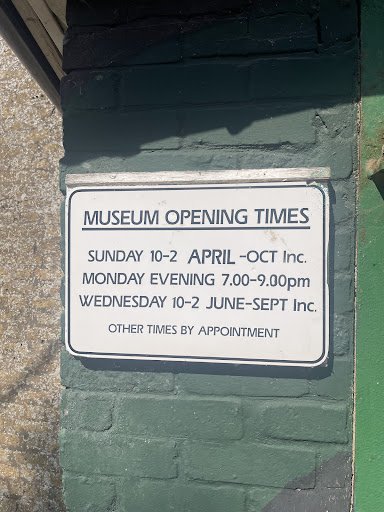 MUSEUM OPENING TIMES
SUNDAY 10-2 APRIL-OCT Inc.
MONDAY EVENING 7.00-9.00pm
WEDNESDAY 10-2 JUNE-SEPT Inc.
OTHER TIMES BY APPOINTMENT